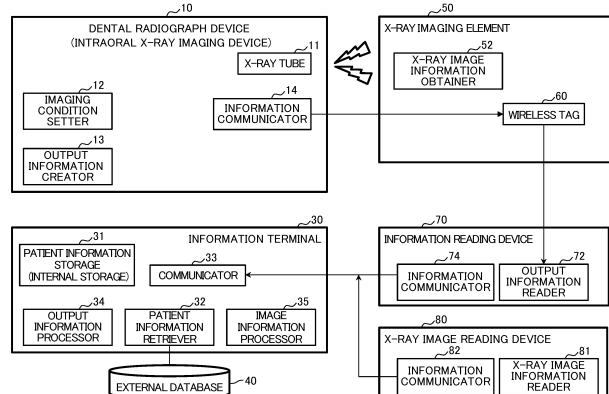 10
DENTAL RADIOGRAPH DEVICE
(INTRAORAL X-RAY IMAGING DEVICE)
11
X-RAY TUBE
12
IMAGING
CONDITION
SETTER
14
INFORMATION
COMMUNICATOR
13
OUTPUT
INFORMATION
CREATOR
50
X-RAY IMAGING ELEMENT
52
X-RAY IMAGE
INFORMATION
OBTAINER
60
WIRELESS TAG
30
INFORMATION TERMINAL
31
PATIENT INFORMATION
STORAGE
(INTERNAL STORAGE)
33
COMMUNICATOR
34
OUTPUT
INFORMATION
PROCESSOR
32
PATIENT
INFORMATION
RETRIEVER
35
IMAGE
INFORMATION
PROCESSOR
EXTERNAL DATABASE
40
70
INFORMATION READING DEVICE
74
INFORMATION
COMMUNICATOR
72
OUTPUT
INFORMATION
READER
80
X-RAY IMAGE READING DEVICE
82
INFORMATION
COMMUNICATOR
81
X-RAY IMAGE
INFORMATION
READER